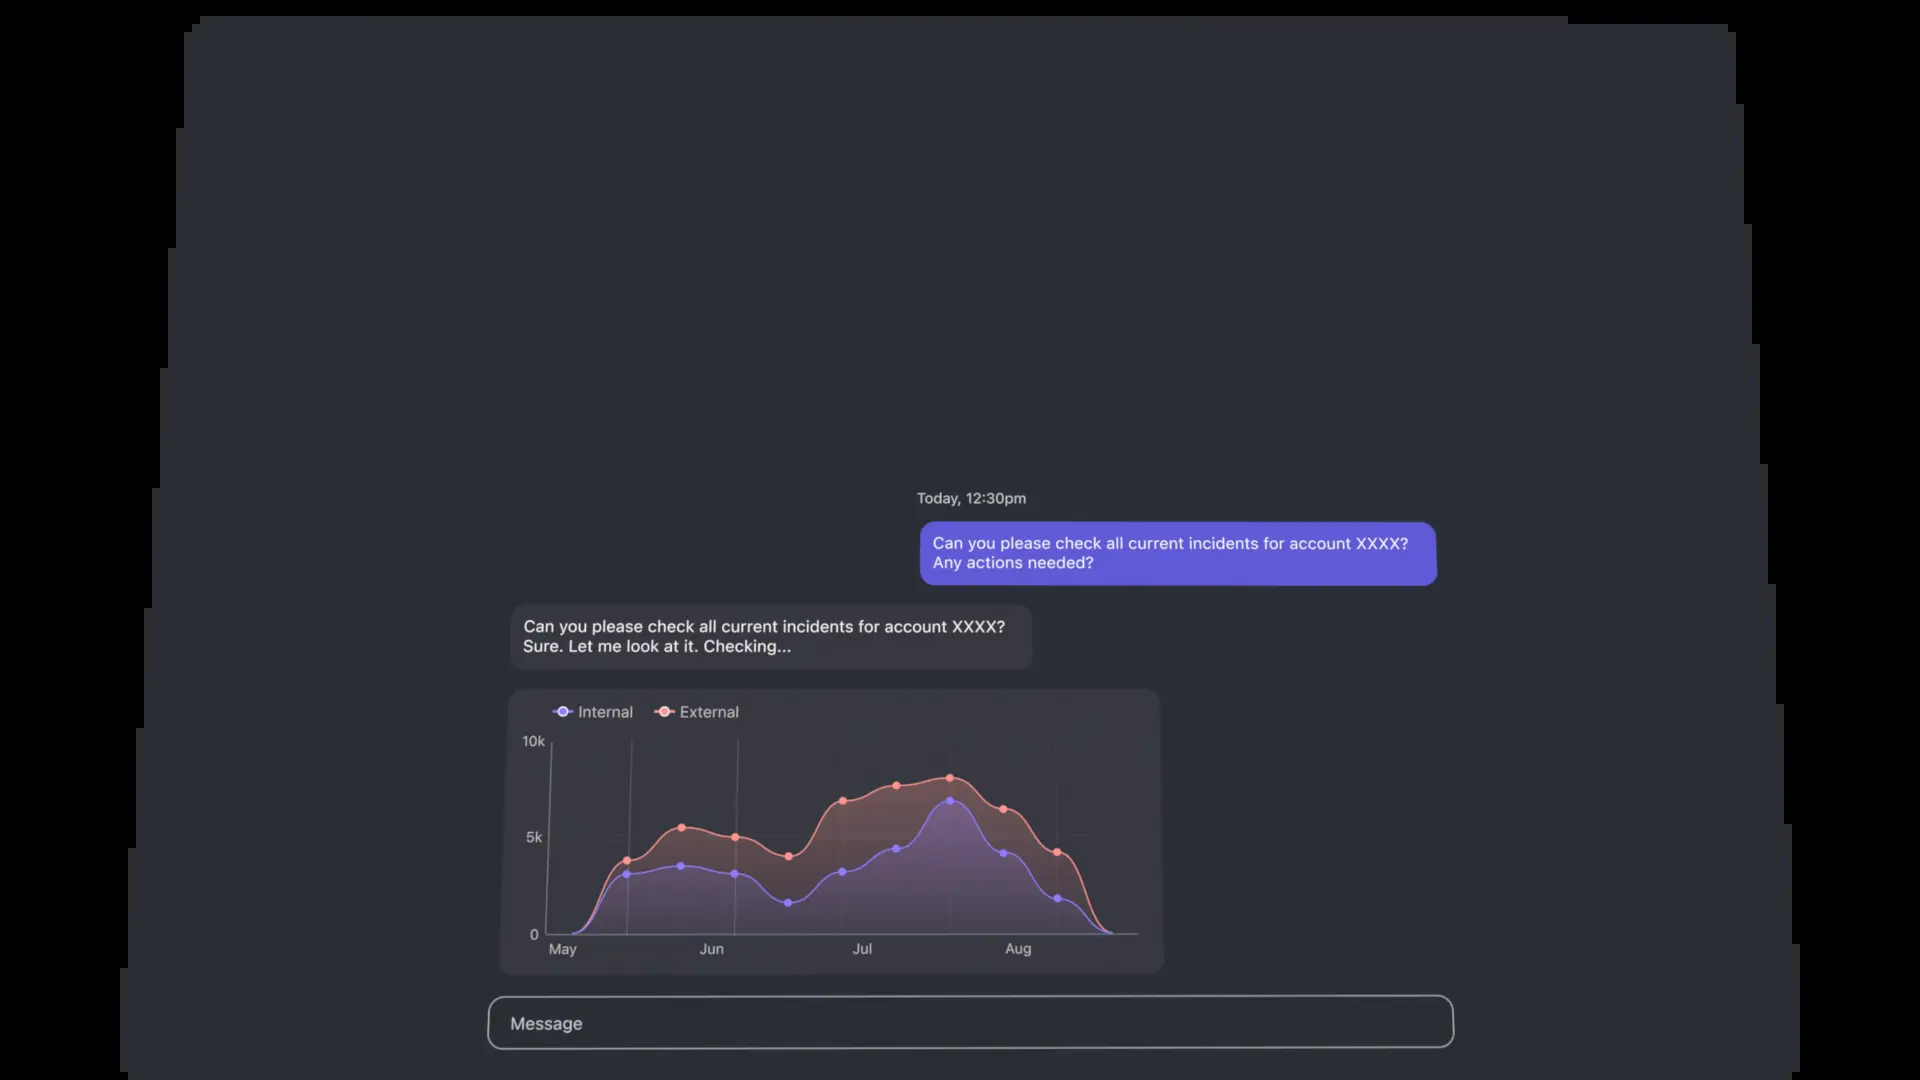 Today, 12:30pm
Can you please check all current incidents for account XXXX?
Any actions needed?
Can you please check all current incidents for account XXXX?
Sure. Let me look at it. Checking...
Internal External
10k
5k
0
May Jun Jul Aug
Message